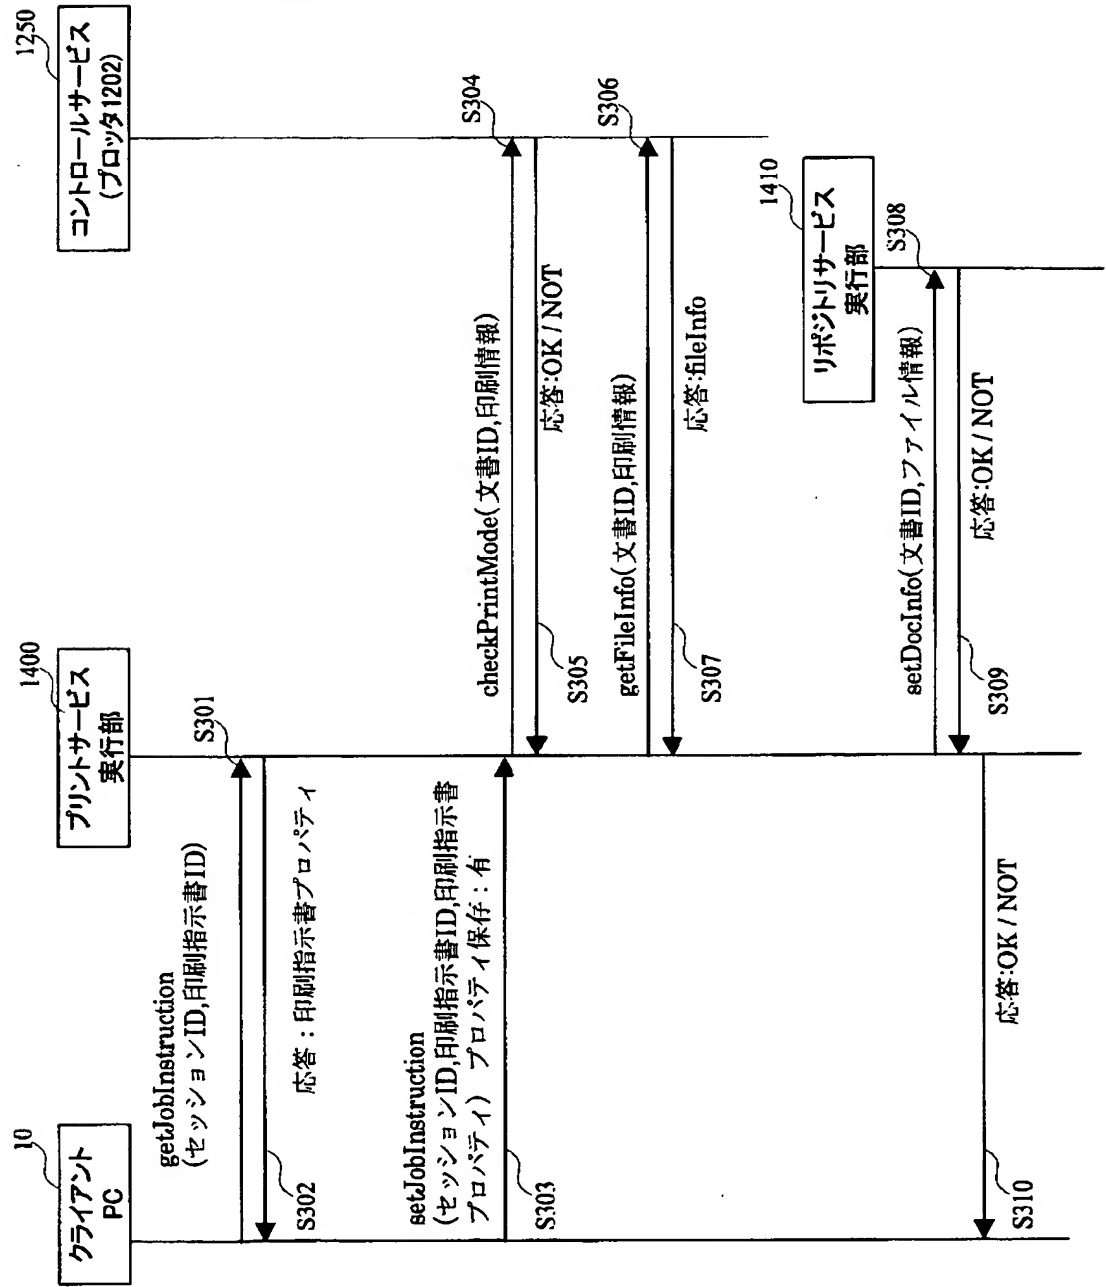 10
クライアント
PC
1400
プリントサービス
実行部
1250
コントロールサービス
(プロッタ1202)
getJobInstruction
(セッションID,印刷指示書ID)
S301
S302
応答：印刷指示書プロパティ
setJobInstruction
(セッションID,印刷指示書ID,印刷指示書
プロパティ) プロパティ保存：有
S303
checkPrintMode(文書ID,印刷情報)
S304
S305
応答:OK / NOT
getFileInfo(文書ID,印刷情報)
S306
S307
応答:fileInfo
1410
リポジトリサービス
実行部
setDocInfo(文書ID,ファイル情報)
S308
S309
応答:OK / NOT
S310
応答:OK / NOT